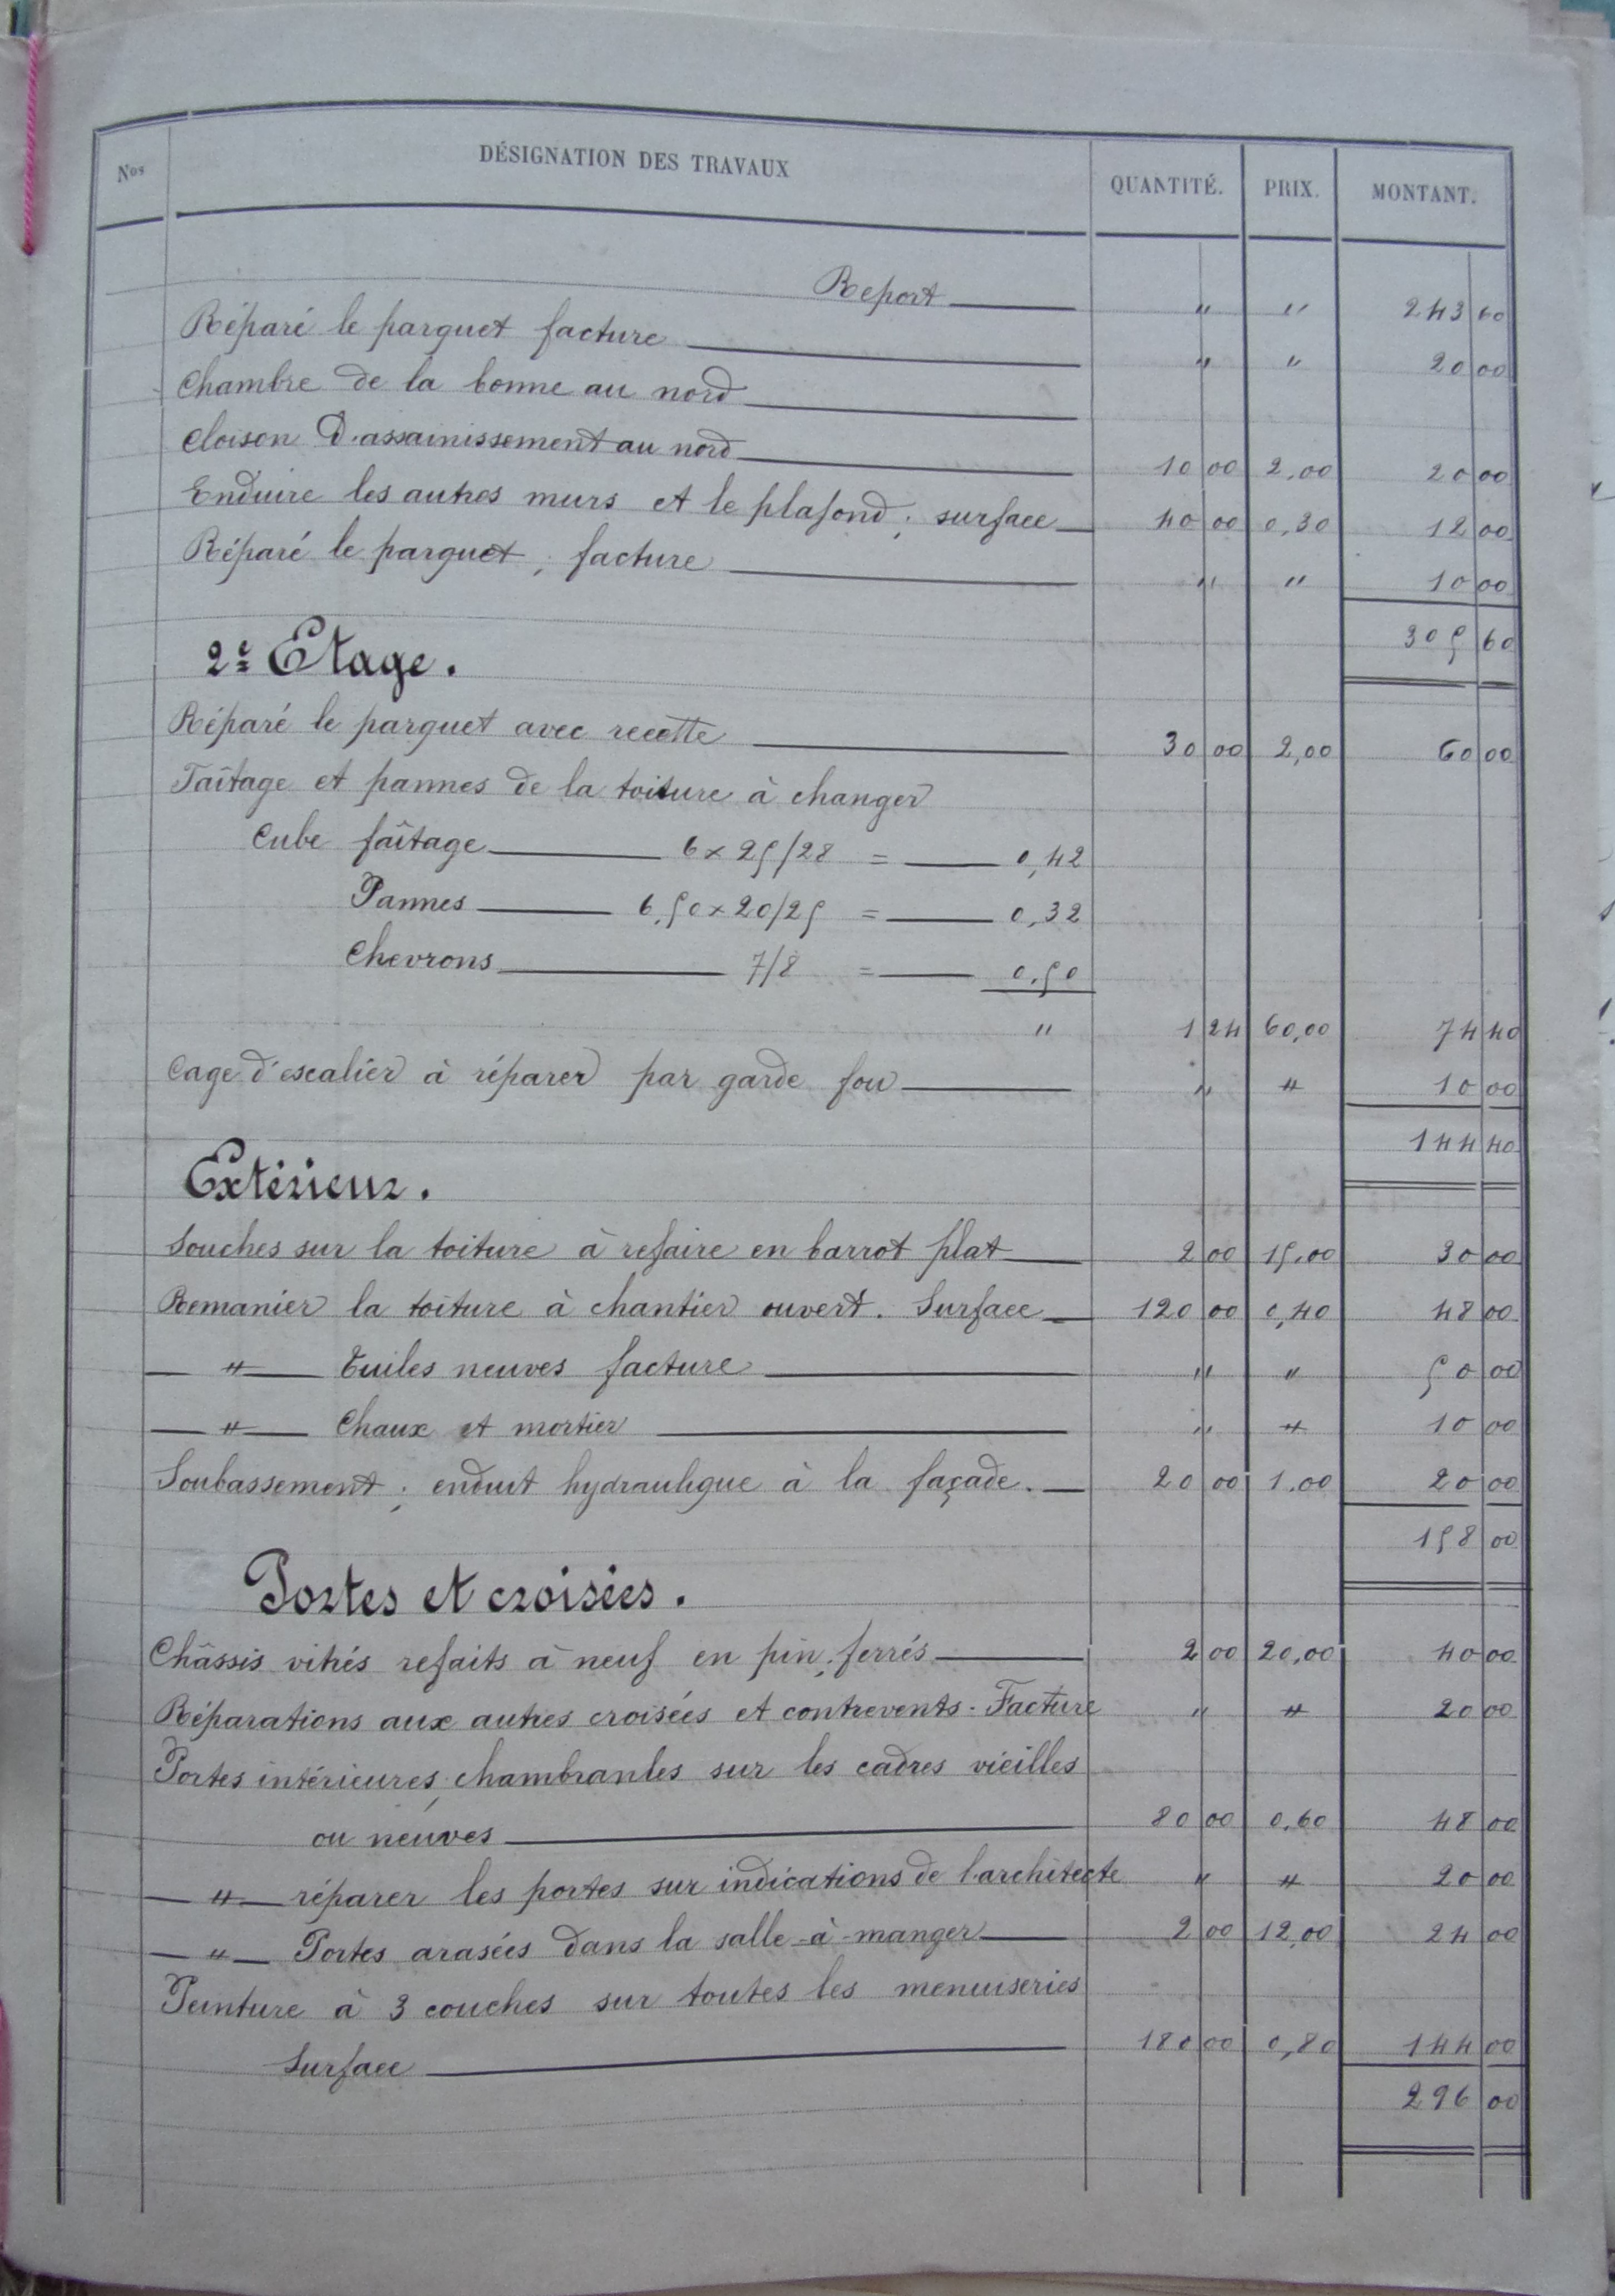 Nos DÉSIGNATION DES TRAVAUX QUANTITÉ. PRIX. MONTANT.
Report " " 243 60
Réparé le parquet facture " " 20 00
Chambre de la bonne au nord
Cloison d'assainissement au nord 10 00 2,00 20 00
Enduire les autres murs et le plafond; surface 40 00 0,30 12 00
Réparé le parquet, facture " " 10 00
305 60
2e Etage.
Réparé le parquet avec recette 30 00 2,00 60 00
Faîtage et pannes de la toiture à changer
Cube faîtage 6 x 25/28 = 0,42
Pannes 6,50 x 20/25 = 0,32
Chevrons 7/8 = 0,50
" 1 24 60,00 74 40
Cage d'escalier à réparer par garde fou " " 10 00
144 40
Extérieur.
Souches sur la toiture à refaire en barrot plat 2 00 15,00 30 00
Remanier la toiture à chantier ouvert. Surface 120 00 0,40 48 00
— " — Tuiles neuves facture " " 50 00
— " — Chaux et mortier " " 10 00
Soubassement; enduit hydraulique à la façade. 20 00 1.00 20 00
158 00
Portes et croisées.
Châssis vitrés refaits à neuf en pin, ferrés 2 00 20,00 40 00
Réparations aux autres croisées et contrevents - Facture " " 20 00
Portes intérieures, chambranles sur les cadres vieilles
ou neuves 80 00 0.60 48 00
— " — réparer les portes sur indications de l'architecte " " 20 00
— " — Portes arasées dans la salle-à-manger 2 00 12,00 24 00
Peinture à 3 couches sur toutes les menuiseries
Surface 180 00 0,80 144 00
296 00